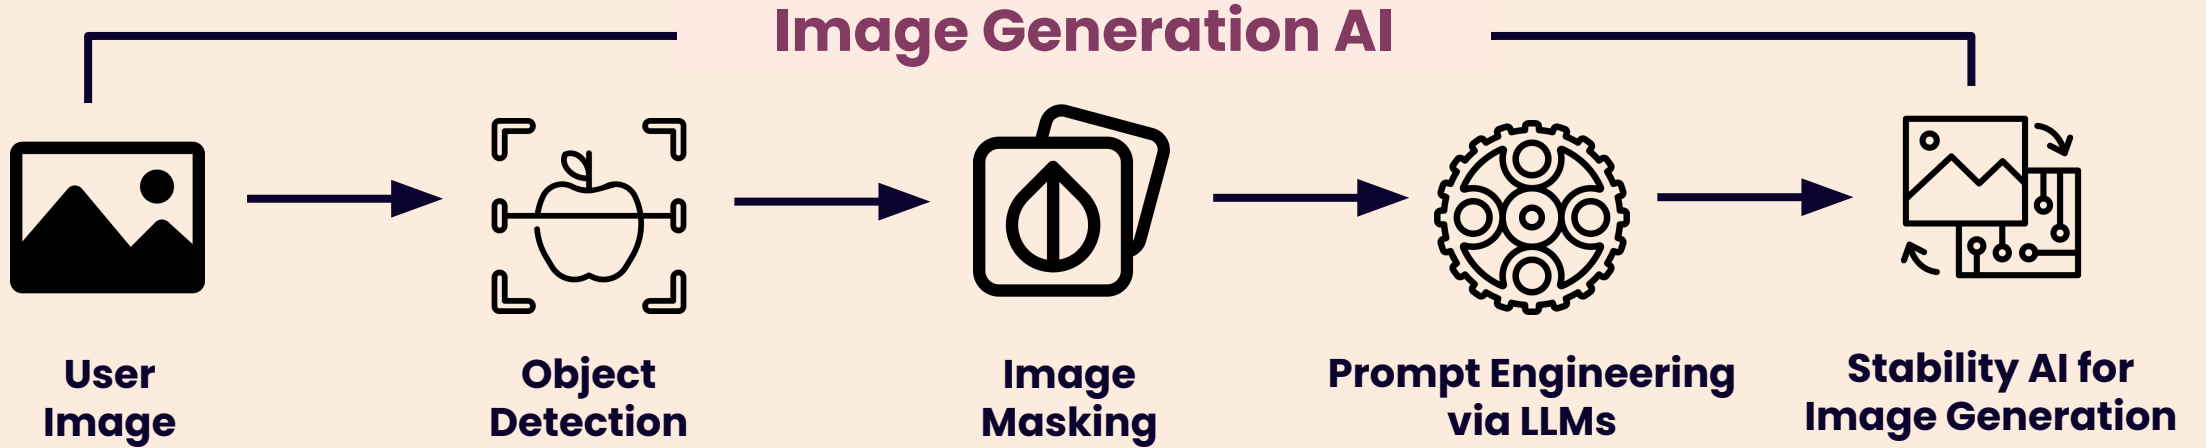 Image Generation AI
User
Image
Object
Detection
Image
Masking
Prompt Engineering
via LLMs
Stability AI for
Image Generation